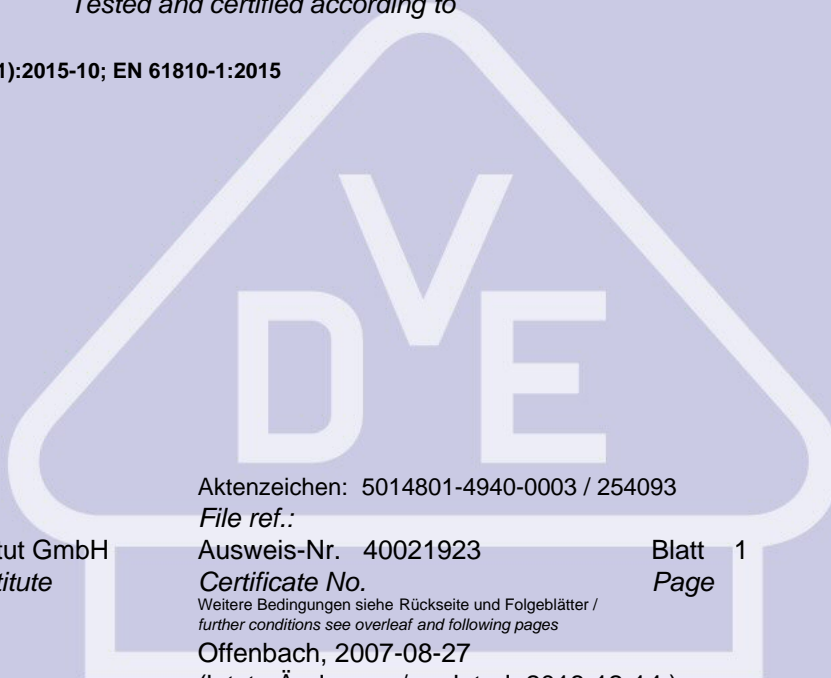 Tested and certified according to
1):2015-10; EN 61810-1:2015
VDE
Aktenzeichen: 5014801-4940-0003 / 254093
File ref.:
tut GmbH Ausweis-Nr. 40021923 Blatt 1
titute Certificate No. Page
Weitere Bedingungen siehe Rückseite und Folgeblätter /
further conditions see overleaf and following pages
Offenbach, 2007-08-27